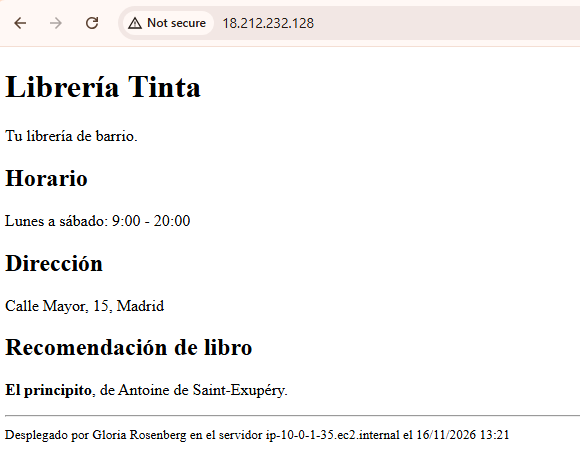 Not secure 18.212.232.128
Librería Tinta
Tu librería de barrio.
Horario
Lunes a sábado: 9:00 - 20:00
Dirección
Calle Mayor, 15, Madrid
Recomendación de libro
El principito, de Antoine de Saint-Exupéry.
Desplegado por Gloria Rosenberg en el servidor ip-10-0-1-35.ec2.internal el 16/11/2026 13:21